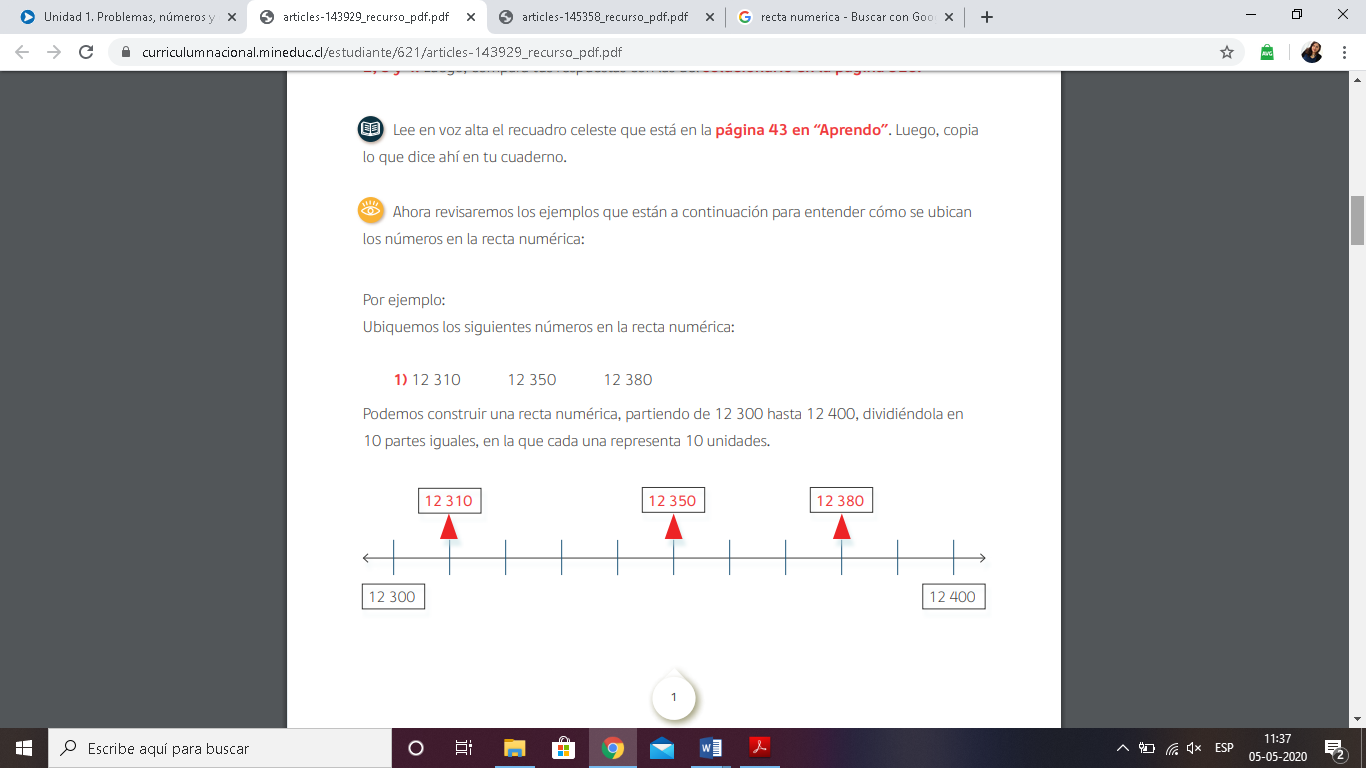 Unidad 1. Problemas, números y
articles-143929_recurso_pdf.pdf
articles-145358_recurso_pdf.pdf
recta numerica - Buscar con Goo
curriculumnacional.mineduc.cl/estudiante/621/articles-143929_recurso_pdf.pdf
AVG
Lee en voz alta el recuadro celeste que está en la página 43 en “Aprendo”. Luego, copia
lo que dice ahí en tu cuaderno.
Ahora revisaremos los ejemplos que están a continuación para entender cómo se ubican
los números en la recta numérica:
Por ejemplo:
Ubiquemos los siguientes números en la recta numérica:
1) 12 310 12 350 12 380
Podemos construir una recta numérica, partiendo de 12 300 hasta 12 400, dividiéndola en
10 partes iguales, en la que cada una representa 10 unidades.
12 310 12 350 12 380
12 300 12 400
1
Escribe aquí para buscar
ESP
11:37
05-05-2020
2